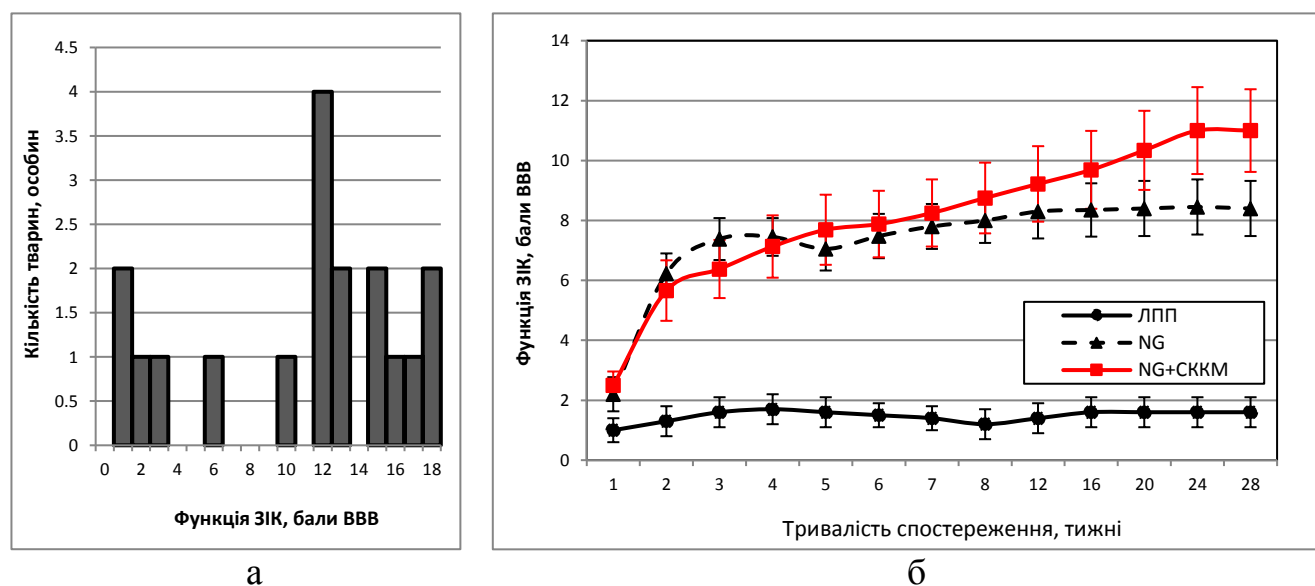 Кількість тварин, особин
4.5
4
3.5
3
2.5
2
1.5
1
0.5
0
0 2 4 6 8 10 12 14 16 18
Функція ЗІК, бали ВВВ
а
Функція ЗІК, бали ВВВ
14
12
10
8
6
4
2
0
ЛПП
NG
NG+СККМ
1 2 3 4 5 6 7 8 12 16 20 24 28
Тривалість спостереження, тижні
б